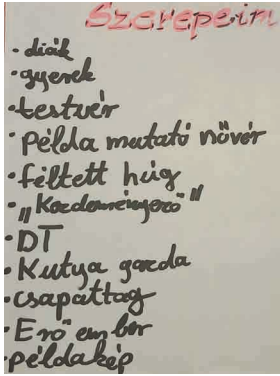 Szerepeim
• diák
• gyerek
• testvér
• Példa mutató nővér
• féltett húg
• „Kezdeményező"
• DT
• Kutya gazda
• csapattag
• Erő ember
• példakép